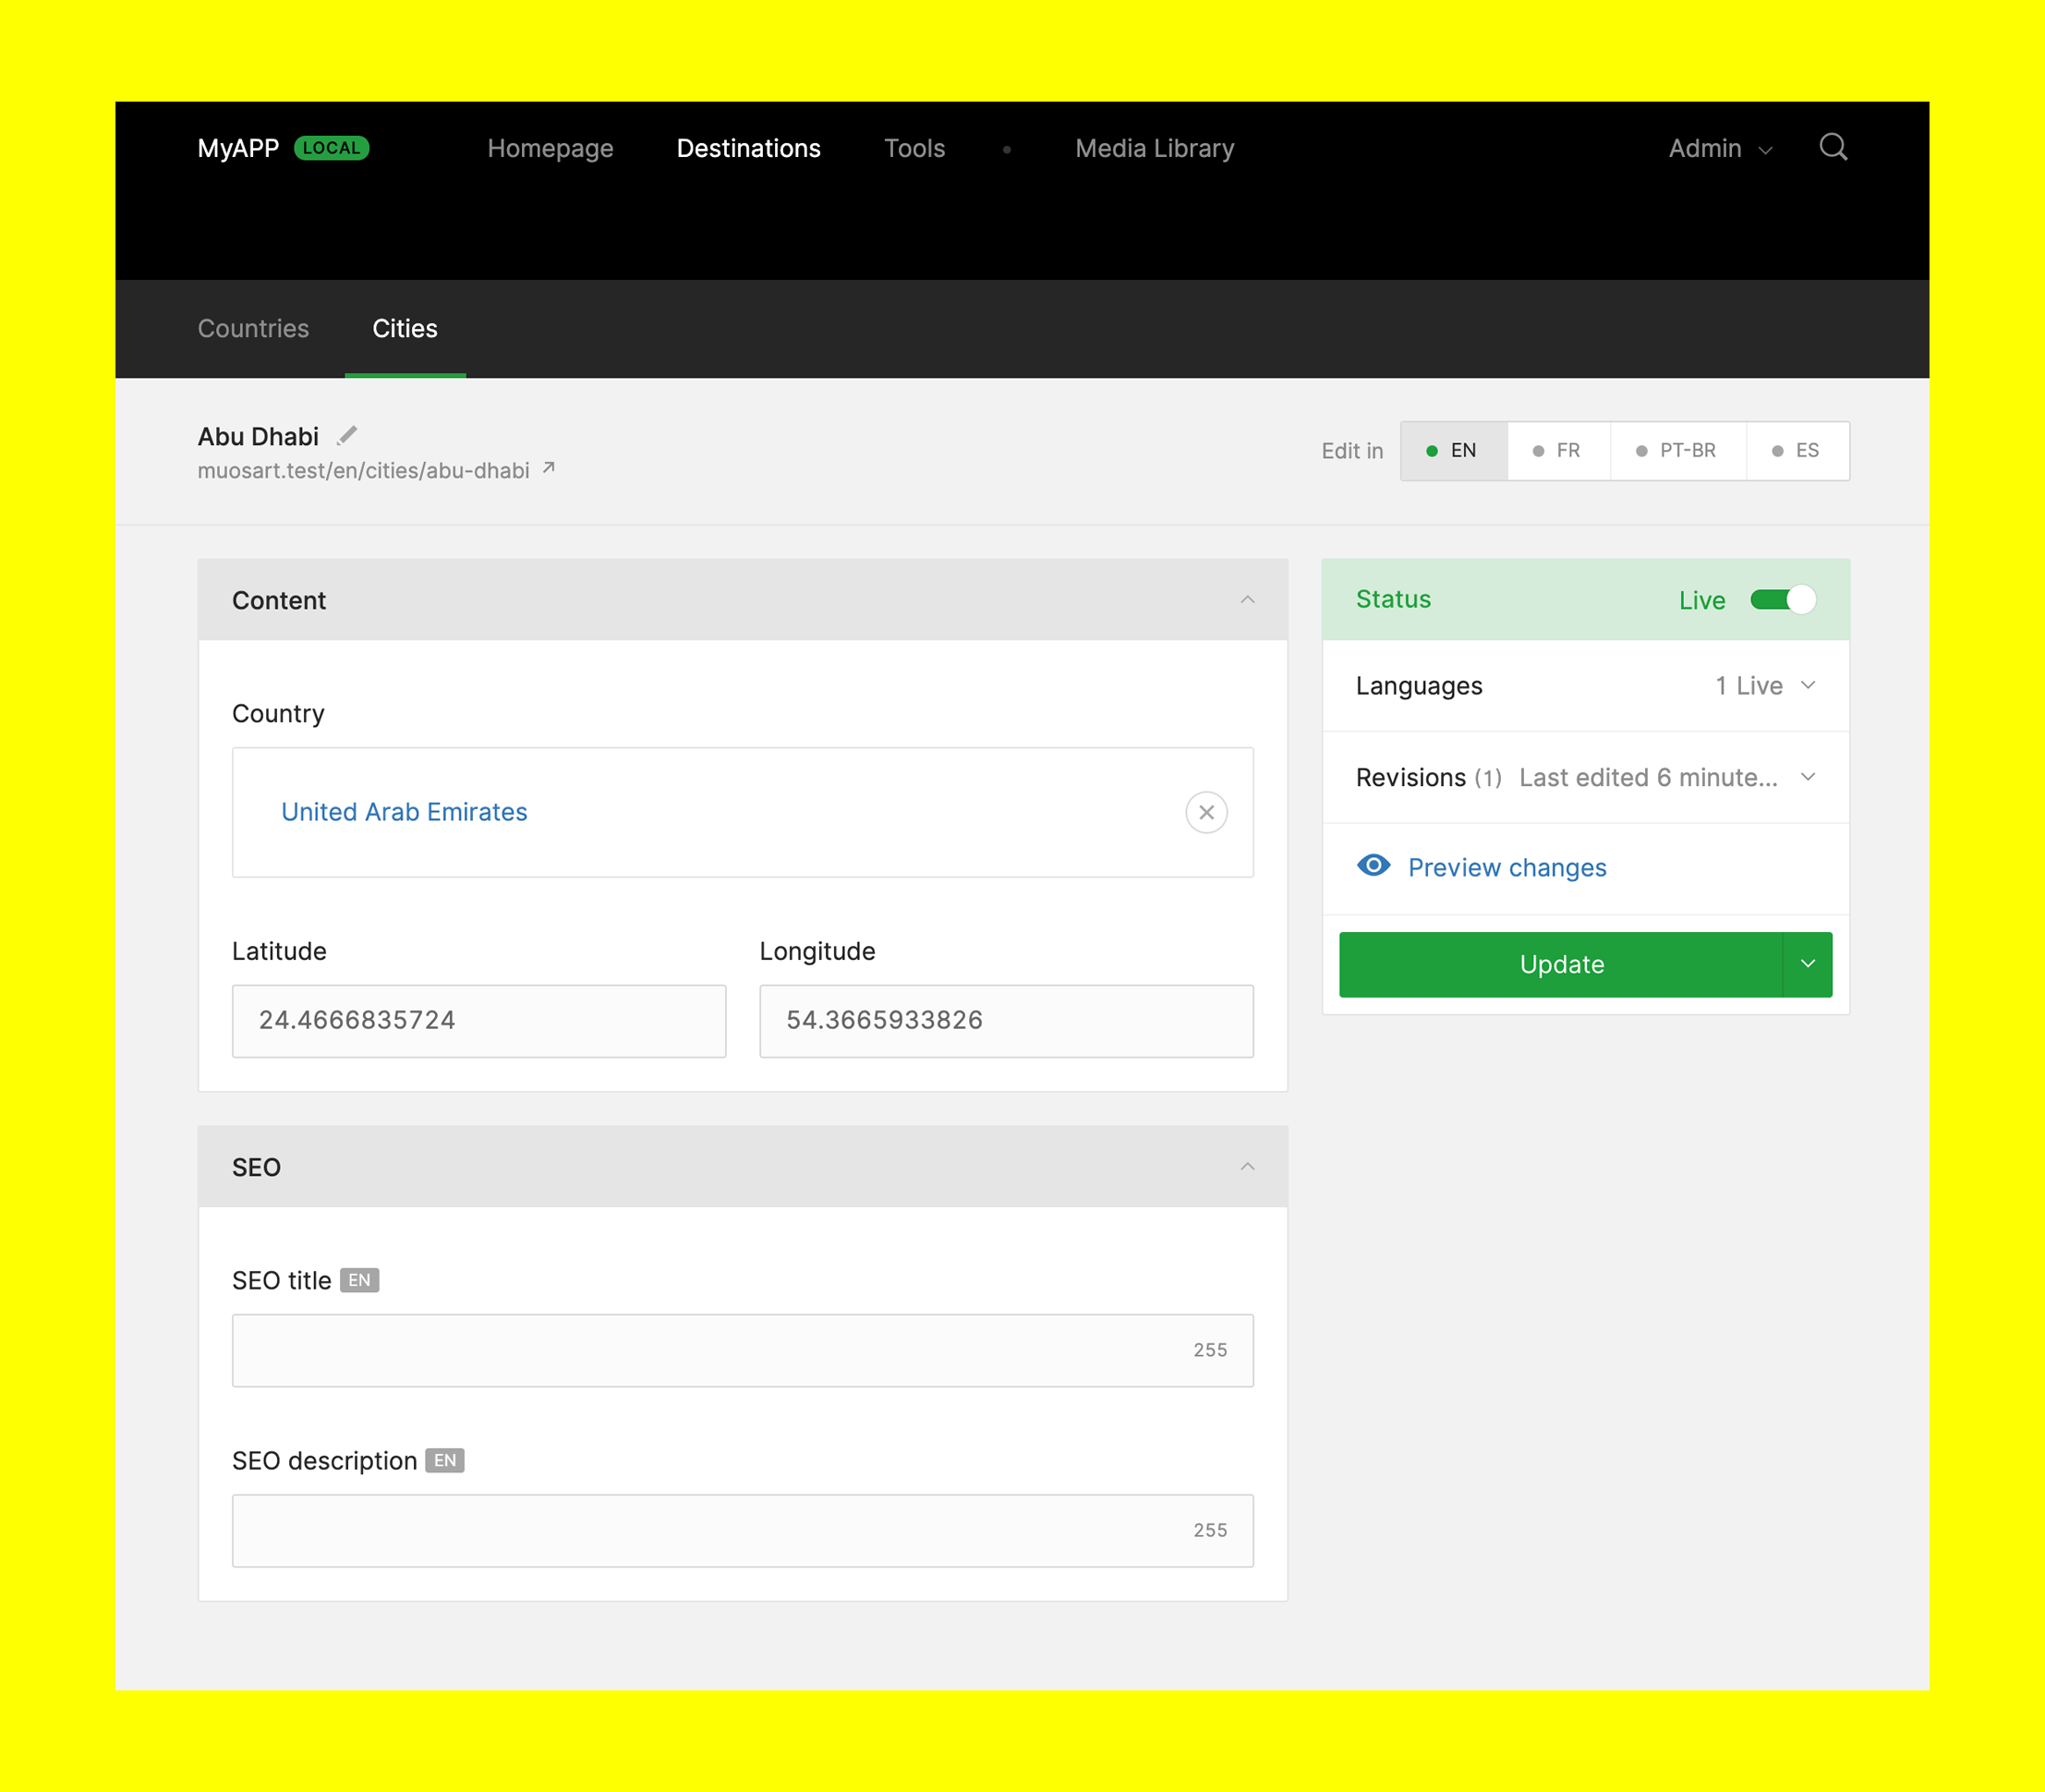 MyAPP LOCAL Homepage Destinations Tools • Media Library Admin
Countries Cities
Abu Dhabi
muosart.test/en/cities/abu-dhabi
Edit in EN FR PT-BR ES
Content
Country
United Arab Emirates
Latitude Longitude
24.4666835724 54.3665933826
Status Live
Languages 1 Live
Revisions (1) Last edited 6 minute...
Preview changes
Update
SEO
SEO title EN
255
SEO description EN
255